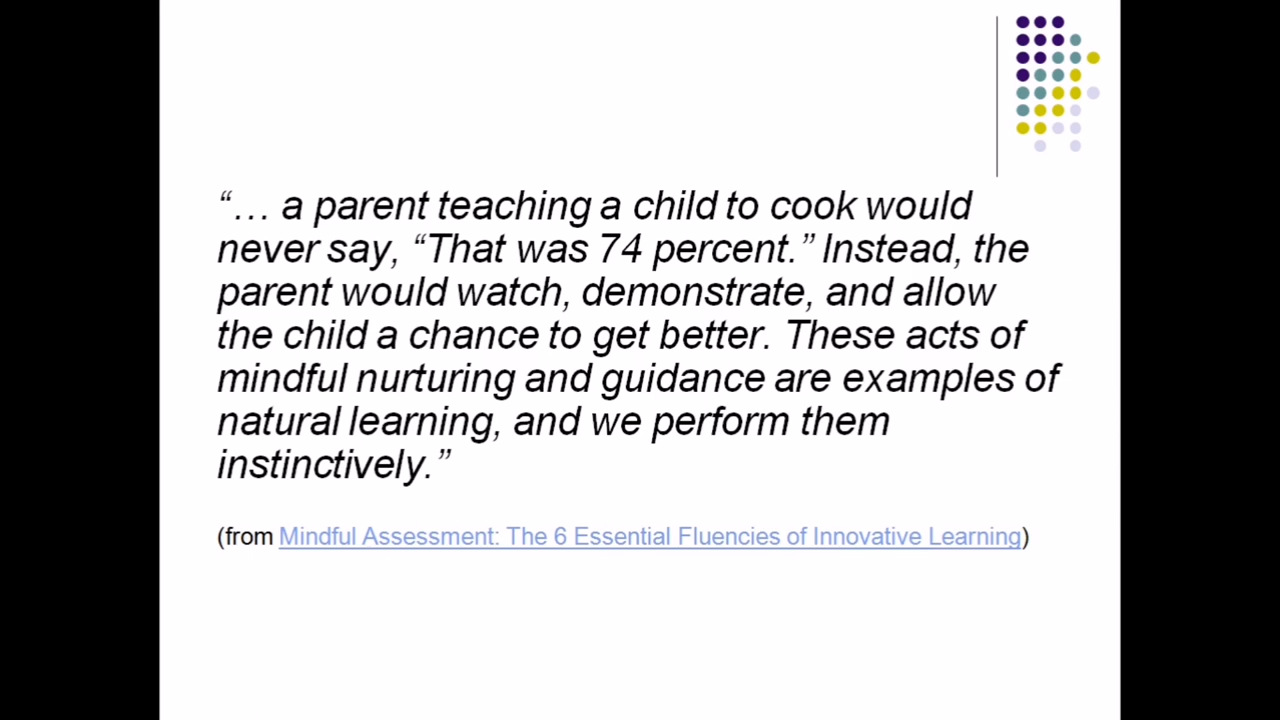 “… a parent teaching a child to cook would
never say, “That was 74 percent.” Instead, the
parent would watch, demonstrate, and allow
the child a chance to get better. These acts of
mindful nurturing and guidance are examples of
natural learning, and we perform them
instinctively.”
(from Mindful Assessment: The 6 Essential Fluencies of Innovative Learning)